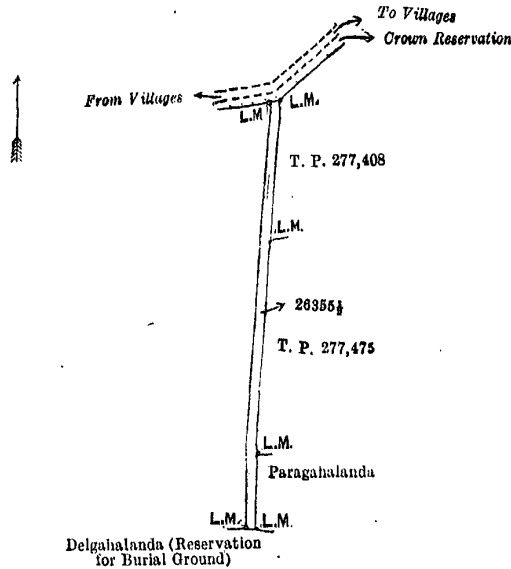 To Villages
Crown Reservation
From Villages
L.M L.M.
T. P. 277,408
L.M.
26355½
T. P. 277,475
L.M.
Paragahalanda
L.M. L.M.
Delgahalanda (Reservation
for Burial Ground)